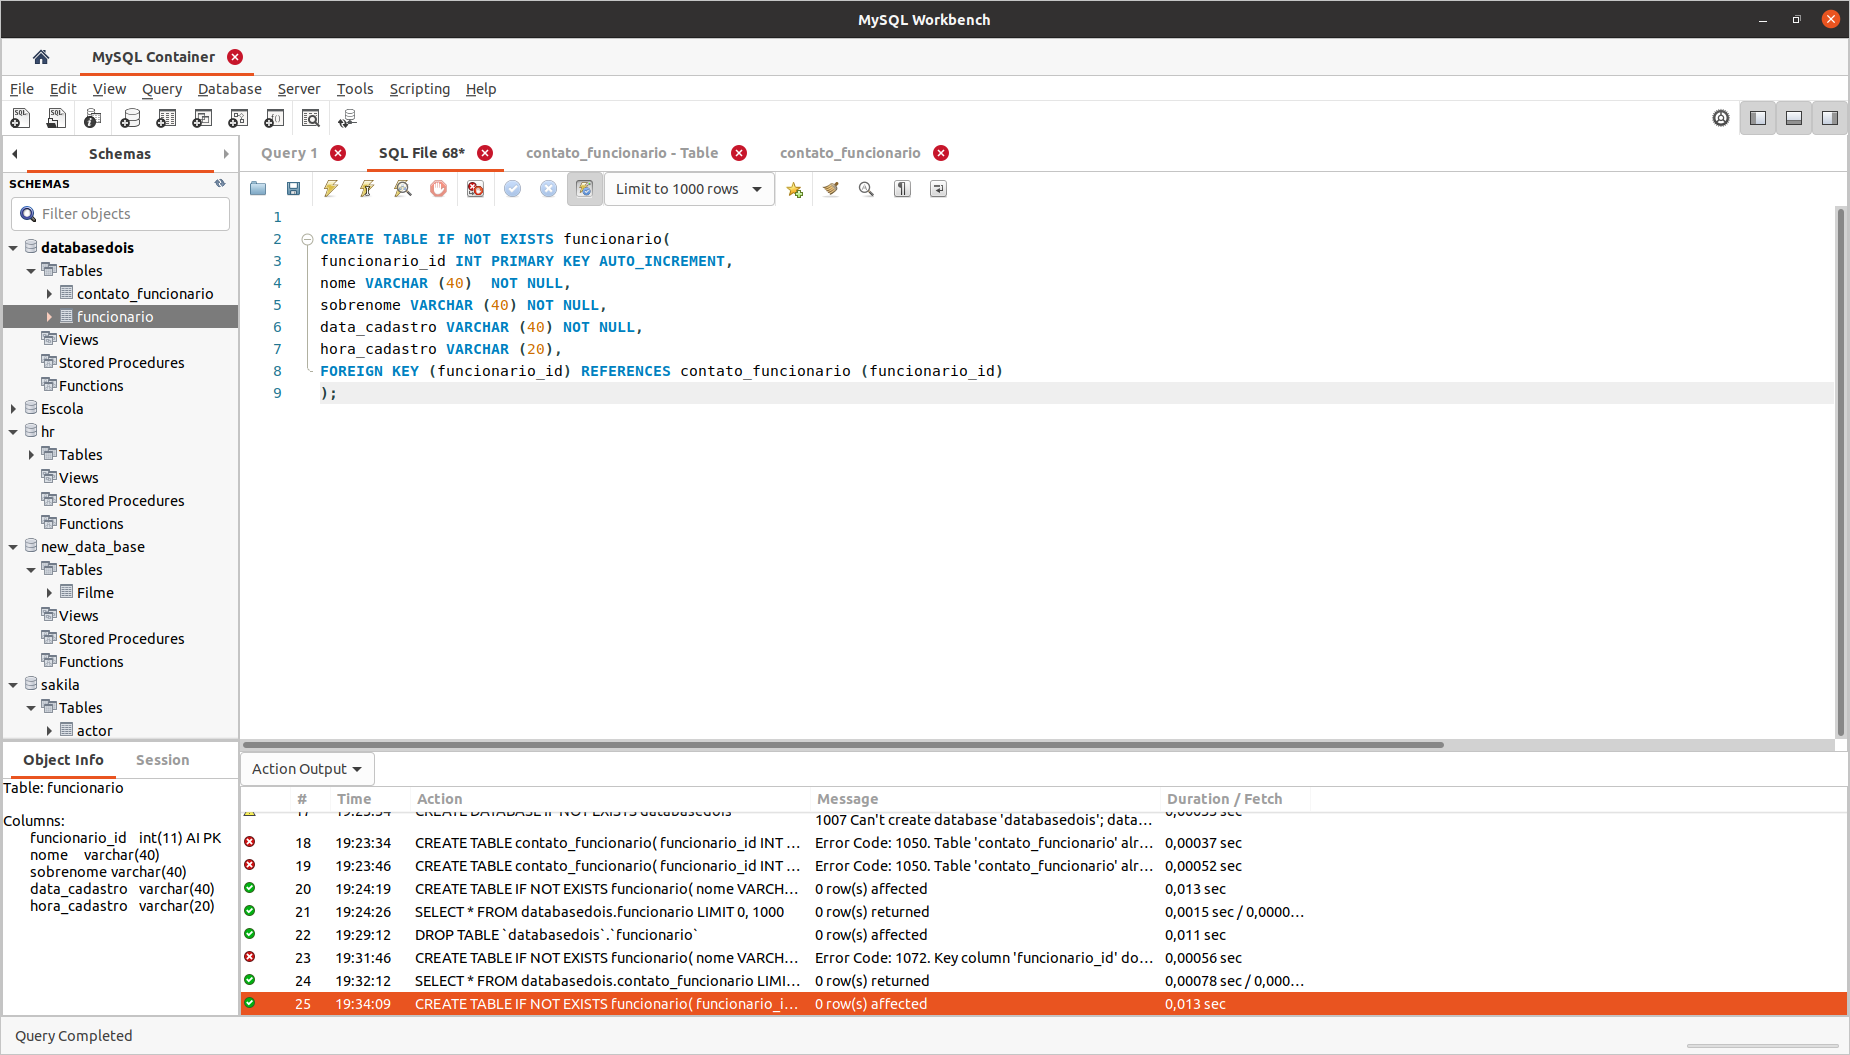 MySQL Workbench
MySQL Container
File Edit View Query Database Server Tools Scripting Help
Schemas
Query 1 SQL File 68* contato_funcionario - Table contato_funcionario
SCHEMAS
Limit to 1000 rows
Filter objects
databasedois
Tables
contato_funcionario
funcionario
Views
Stored Procedures
Functions
Escola
hr
Tables
Views
Stored Procedures
Functions
new_data_base
Tables
Filme
Views
Stored Procedures
Functions
sakila
Tables
actor
1
2 CREATE TABLE IF NOT EXISTS funcionario(
3 funcionario_id INT PRIMARY KEY AUTO_INCREMENT,
4 nome VARCHAR (40)  NOT NULL,
5 sobrenome VARCHAR (40) NOT NULL,
6 data_cadastro VARCHAR (40) NOT NULL,
7 hora_cadastro VARCHAR (20),
8 FOREIGN KEY (funcionario_id) REFERENCES contato_funcionario (funcionario_id)
9 );
Object Info Session
Table: funcionario
Columns:
funcionario_id int(11) AI PK
nome varchar(40)
sobrenome varchar(40)
data_cadastro varchar(40)
hora_cadastro varchar(20)
Action Output
# Time Action Message Duration / Fetch
17 19:23:34 CREATE DATABASE IF NOT EXISTS databasedois
1007 Can't create database 'databasedois'; data...
18 19:23:34 CREATE TABLE contato_funcionario( funcionario_id INT ... Error Code: 1050. Table 'contato_funcionario' alr... 0,00037 sec
19 19:23:46 CREATE TABLE contato_funcionario( funcionario_id INT ... Error Code: 1050. Table 'contato_funcionario' alr... 0,00052 sec
20 19:24:19 CREATE TABLE IF NOT EXISTS funcionario( nome VARCH... 0 row(s) affected 0,013 sec
21 19:24:26 SELECT * FROM databasedois.funcionario LIMIT 0, 1000 0 row(s) returned 0,0015 sec / 0,0000...
22 19:29:12 DROP TABLE `databasedois`.`funcionario` 0 row(s) affected 0,011 sec
23 19:31:46 CREATE TABLE IF NOT EXISTS funcionario( nome VARCH... Error Code: 1072. Key column 'funcionario_id' do... 0,00056 sec
24 19:32:12 SELECT * FROM databasedois.contato_funcionario LIMI... 0 row(s) returned 0,00078 sec / 0,000...
25 19:34:09 CREATE TABLE IF NOT EXISTS funcionario( funcionario_i... 0 row(s) affected 0,013 sec
Query Completed